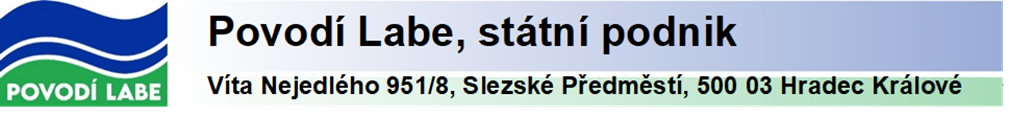 Povodí Labe, státní podnik
POVODÍ LABE
Víta Nejedlého 951/8, Slezské Předměstí, 500 03 Hradec Králové